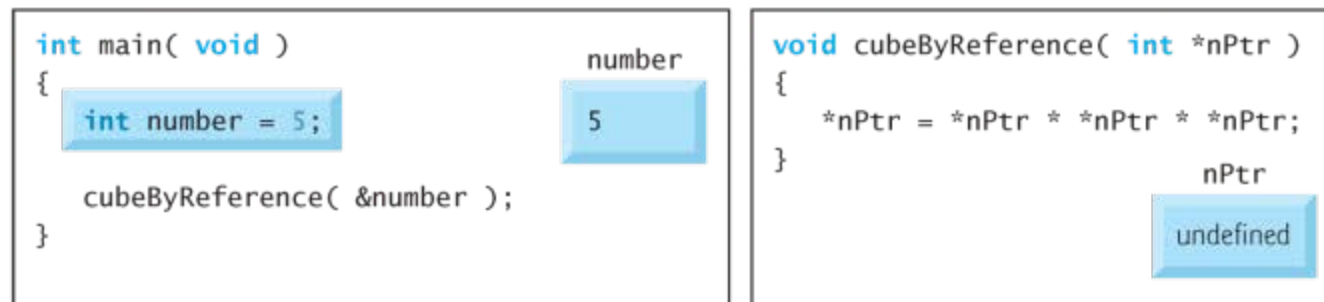 int main( void )
{
int number = 5;
cubeByReference( &number );
}
number
5
void cubeByReference( int *nPtr )
{
*nPtr = *nPtr * *nPtr * *nPtr;
}
nPtr
undefined